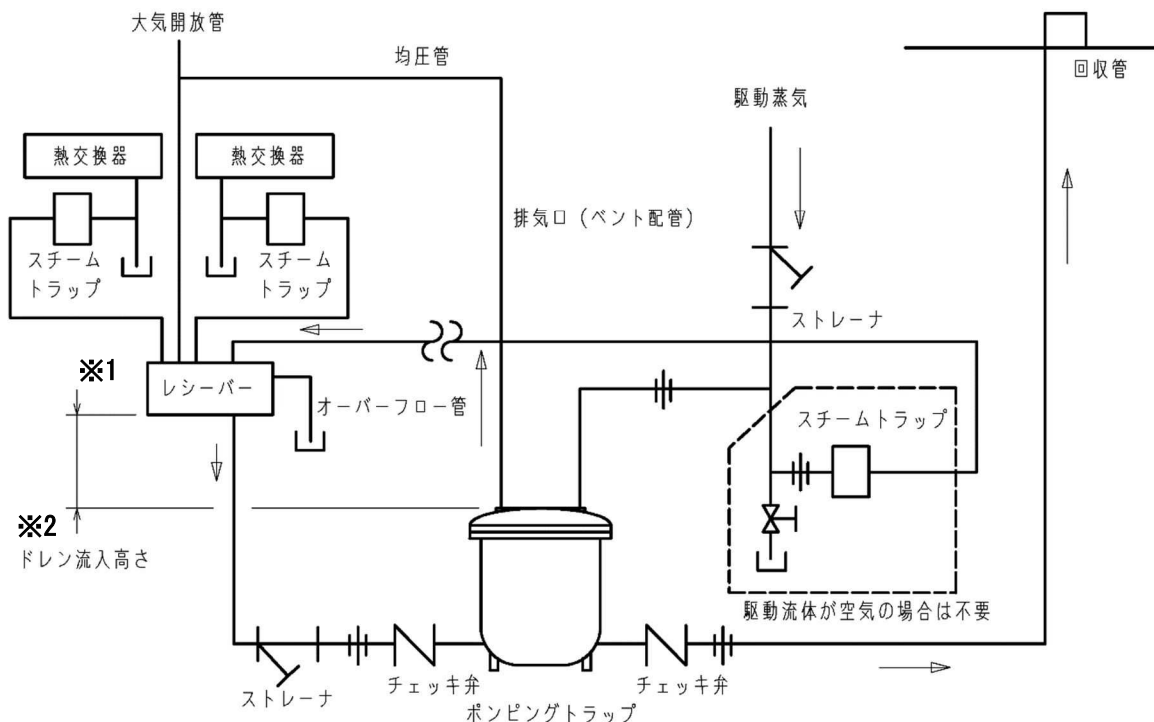 大気開放管
均圧管
回収管
駆動蒸気
熱交換器
熱交換器
排気口（ベント配管）
スチーム
トラップ
スチーム
トラップ
ストレーナ
※1
レシーバー
オーバーフロー管
スチームトラップ
※2
ドレン流入高さ
駆動流体が空気の場合は不要
ストレーナ
チェッキ弁
チェッキ弁
ポンピングトラップ